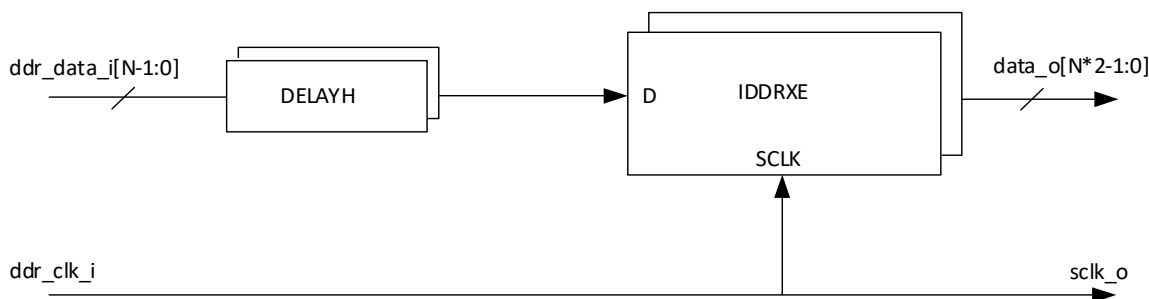 ddr_data_i[N-1:0]
DELAYH
D
IDDRXE
SCLK
data_o[N*2-1:0]
ddr_clk_i
sclk_o